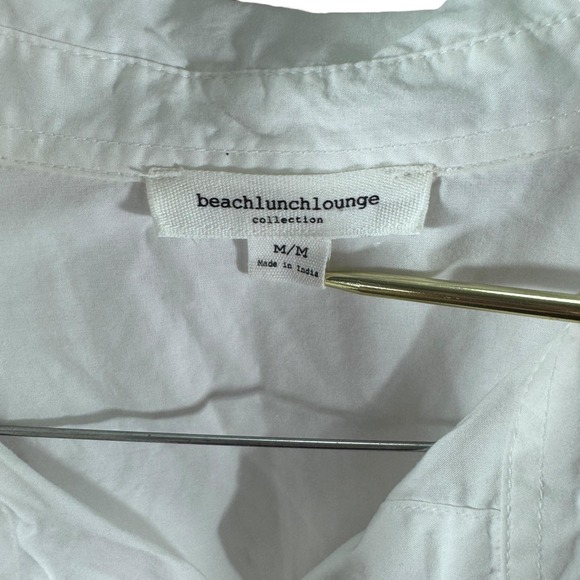 beachlunchlounge
collection
M/M
Made in India